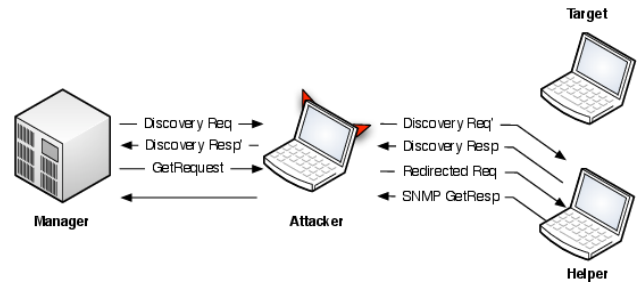 Target
Discovery Req
Discovery Req'
Discovery Resp'
Discovery Resp
GetRequest
Redirected Req
SNMP GetResp
Manager
Attacker
Helper